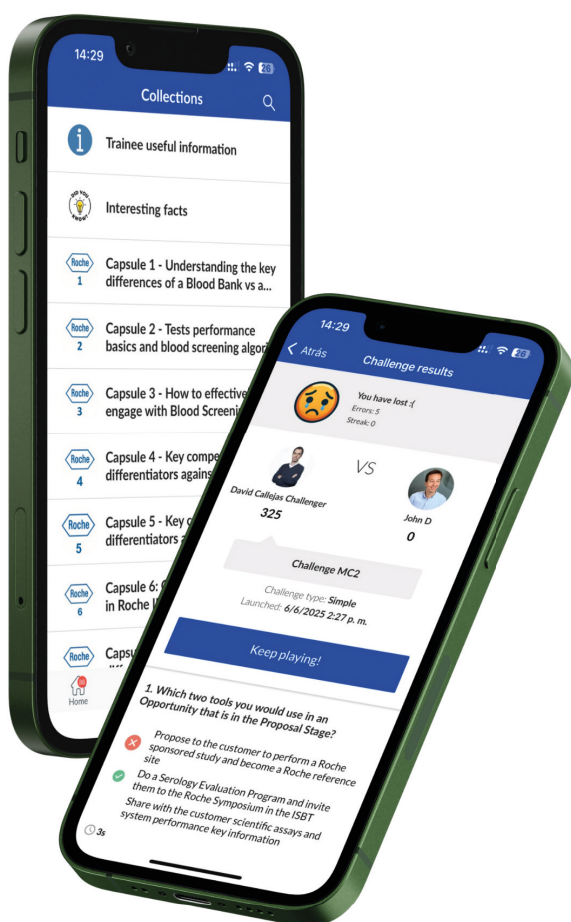 14:29
26
Collections
i
Trainee useful information
DID YOU
KNOW?
Interesting facts
Roche
1
Capsule 1 - Understanding the key
differences of a Blood Bank vs a...
Roche
2
Capsule 2 - Tests performance
basics and blood screening
Roche
3
Capsule 3 - How to
engage with Blood
Roche
4
Capsule 4 - Key
differentiators
Roche
5
Capsule 5 - Key
differentiators
Roche
6
Capsule 6:
in Roche
Roche
Home
14:29
26
Atrás
Challenge results
You have lost :(
Errors: 5
Streak: 0
VS
David Callejas Challenger
325
John D
0
Challenge MC2
Challenge type: Simple
Launched: 6/6/2025 2:27 p. m.
Keep playing!
1. Which two tools you would use in an
Opportunity that is in the Proposal Stage?
Propose to the customer to perform a Roche
sponsored study and become a Roche reference
site
Do a Serology Evaluation Program and invite
them to the Roche Symposium in the ISBT
Share with the customer scientific assays and
system performance key information
3s